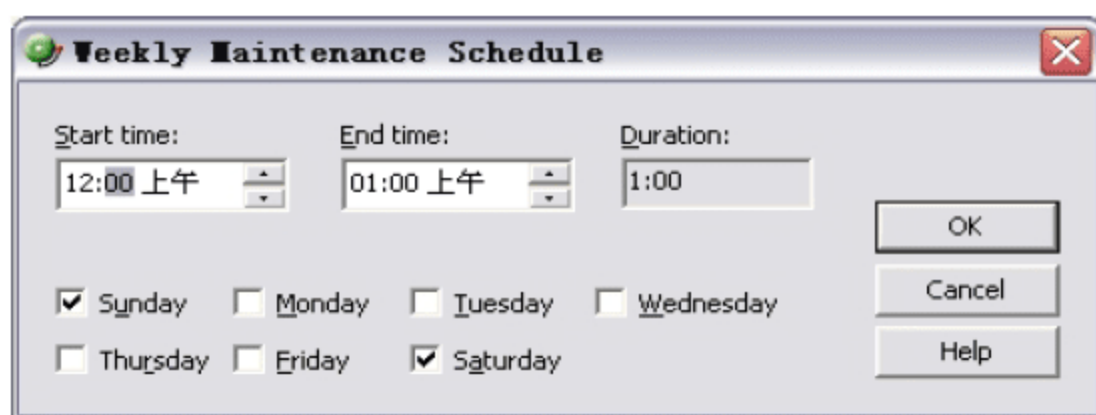 Weekly Maintenance Schedule
Start time: End time: Duration:
12:00 上午 01:00 上午 1:00
OK
Sunday Monday Tuesday Wednesday
Cancel
Thursday Friday Saturday
Help